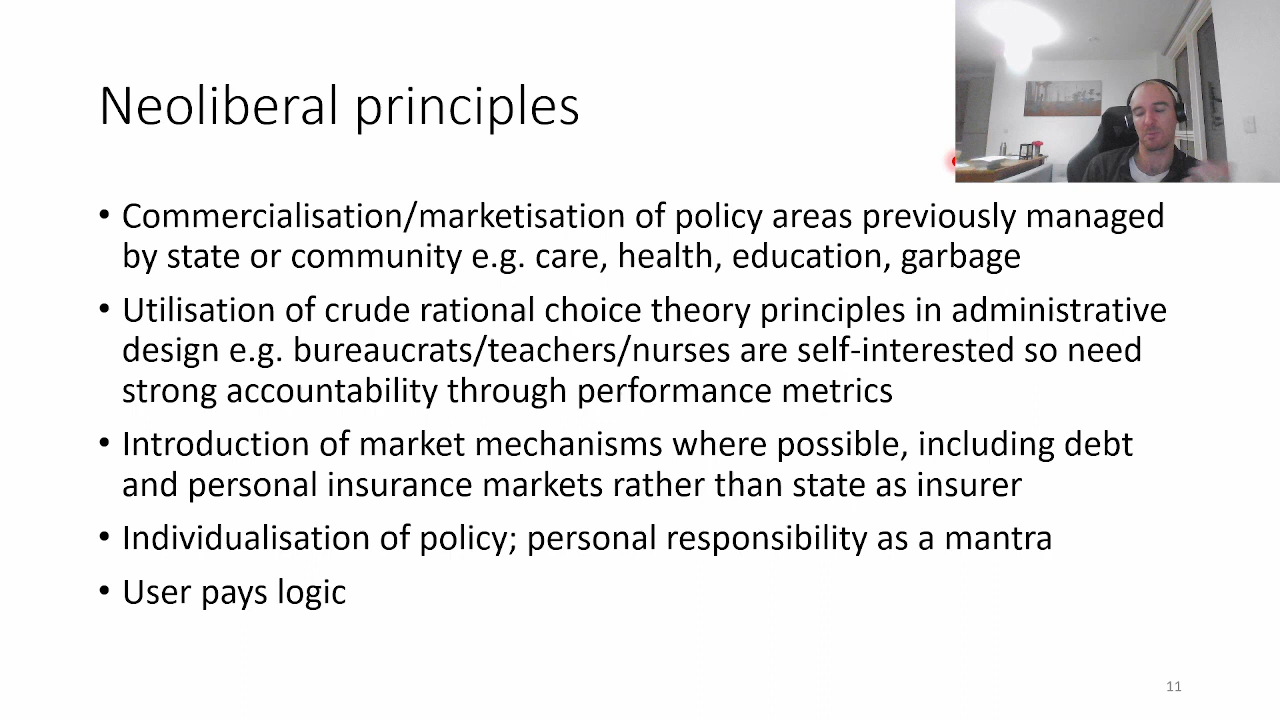 Neoliberal principles
• Commercialisation/marketisation of policy areas previously managed
by state or community e.g. care, health, education, garbage
• Utilisation of crude rational choice theory principles in administrative
design e.g. bureaucrats/teachers/nurses are self-interested so need
strong accountability through performance metrics
• Introduction of market mechanisms where possible, including debt
and personal insurance markets rather than state as insurer
• Individualisation of policy; personal responsibility as a mantra
• User pays logic
11